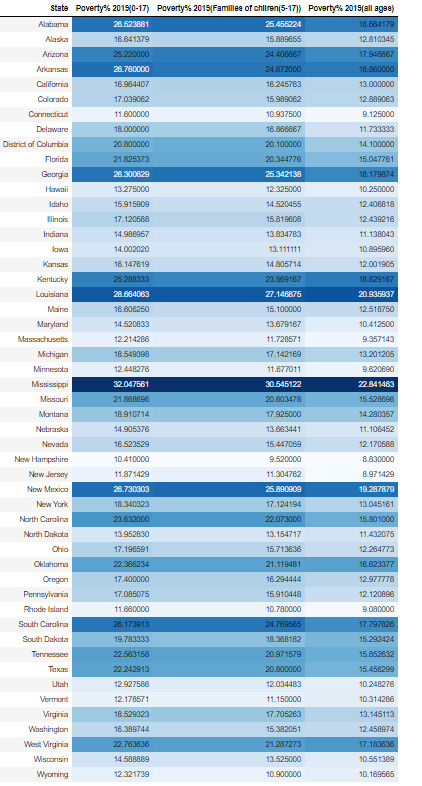 State Poverty% 2019(0-17) Poverty% 2019(Families of chilren(5-17)) Poverty% 2019(all ages)
Alabama 26.523881 25.455224 18.664179
Alaska 16.641379 15.889655 12.810345
Arizona 25.220000 24.406667 17.946667
Arkansas 26.760000 24.872000 18.660000
California 16.964407 16.245763 13.000000
Colorado 17.039062 15.989062 12.889063
Connecticut 11.600000 10.937500 9.125000
Delaware 18.000000 16.866667 11.733333
District of Columbia 20.800000 20.100000 14.100000
Florida 21.825373 20.344776 15.047761
Georgia 26.300629 25.342138 18.179874
Hawaii 13.275000 12.325000 10.250000
Idaho 15.915909 14.520455 12.406818
Illinois 17.120588 15.819608 12.439216
Indiana 14.986957 13.834783 11.138043
Iowa 14.002020 13.111111 10.895960
Kansas 16.147619 14.805714 12.001905
Kentucky 25.288333 23.569167 18.829167
Louisiana 28.664063 27.146875 20.935937
Maine 16.606250 15.100000 12.518750
Maryland 14.520833 13.679167 10.412500
Massachusetts 12.214286 11.728571 9.357143
Michigan 18.549398 17.142169 13.201205
Minnesota 12.448276 11.677011 9.620690
Mississippi 32.047561 30.545122 22.841463
Missouri 21.868696 20.603478 15.528696
Montana 18.910714 17.925000 14.280357
Nebraska 14.905376 13.663441 11.106452
Nevada 16.523529 15.447059 12.170588
New Hampshire 10.410000 9.520000 8.830000
New Jersey 11.871429 11.304762 8.971429
New Mexico 26.730303 25.890909 19.287879
New York 18.340323 17.124194 13.045161
North Carolina 23.632000 22.073000 15.801000
North Dakota 13.952830 13.154717 11.432075
Ohio 17.196591 15.713636 12.264773
Oklahoma 22.366234 21.119481 16.623377
Oregon 17.400000 16.294444 12.977778
Pennsylvania 17.085075 15.910448 12.120896
Rhode Island 11.660000 10.780000 9.080000
South Carolina 26.173913 24.769565 17.797826
South Dakota 19.783333 18.368182 15.292424
Tennessee 22.563158 20.971579 15.852632
Texas 22.242913 20.800000 15.456299
Utah 12.927586 12.034483 10.248276
Vermont 12.178571 11.150000 10.314286
Virginia 18.529323 17.705263 13.145113
Washington 16.389744 15.382051 12.458974
West Virginia 22.763636 21.287273 17.183636
Wisconsin 14.588889 13.525000 10.551389
Wyoming 12.321739 10.900000 10.169565